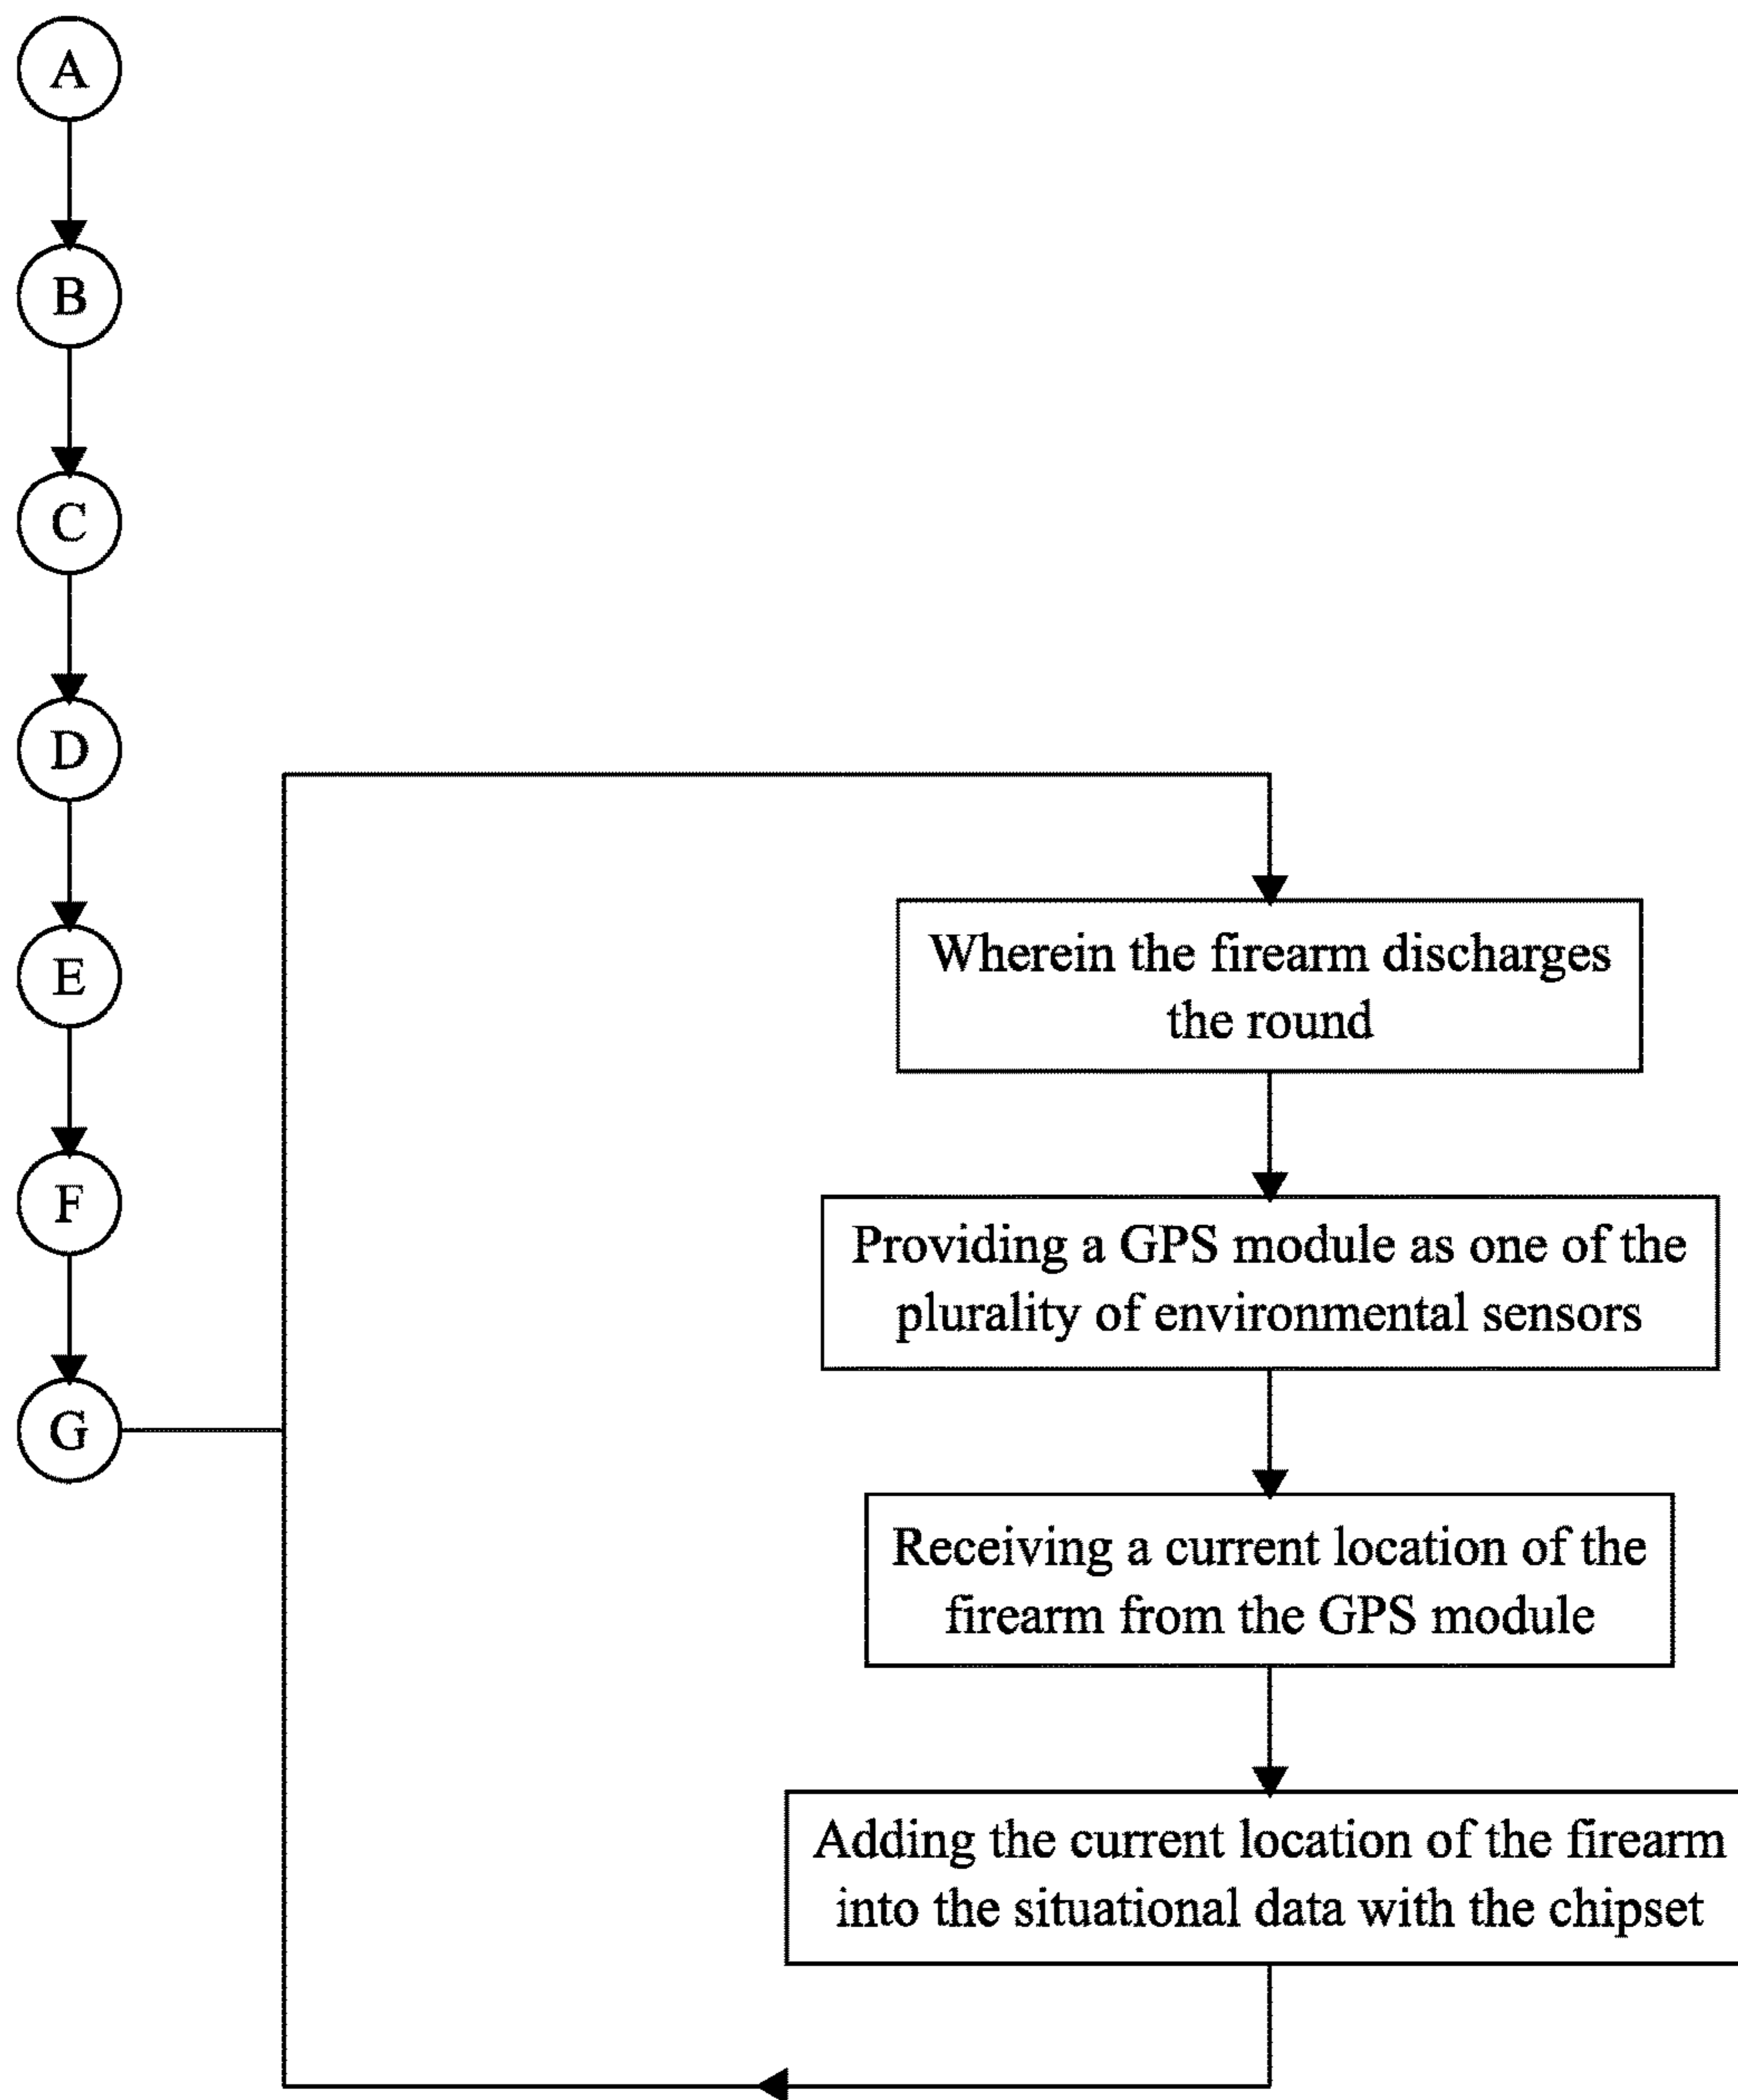 A
B
C
D
E
F
G
Wherein the firearm discharges
the round
Providing a GPS module as one of the
plurality of environmental sensors
Receiving a current location of the
firearm from the GPS module
Adding the current location of the firearm
into the situational data with the chipset